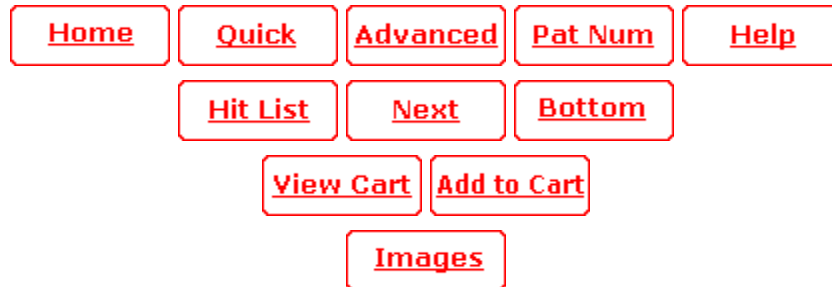 Home Quick Advanced Pat Num Help
Hit List Next Bottom
View Cart Add to Cart
Images